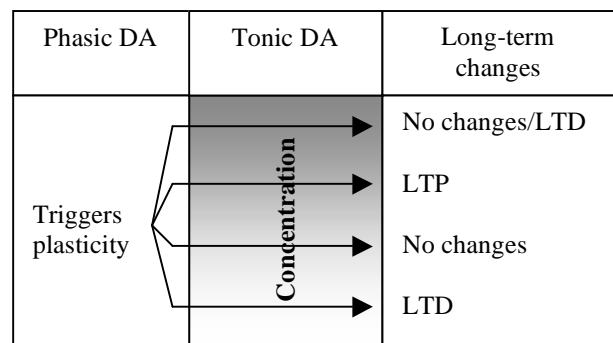 Phasic DA
Tonic DA
Long-term
changes
Triggers
plasticity
Concentration
No changes/LTD
LTP
No changes
LTD